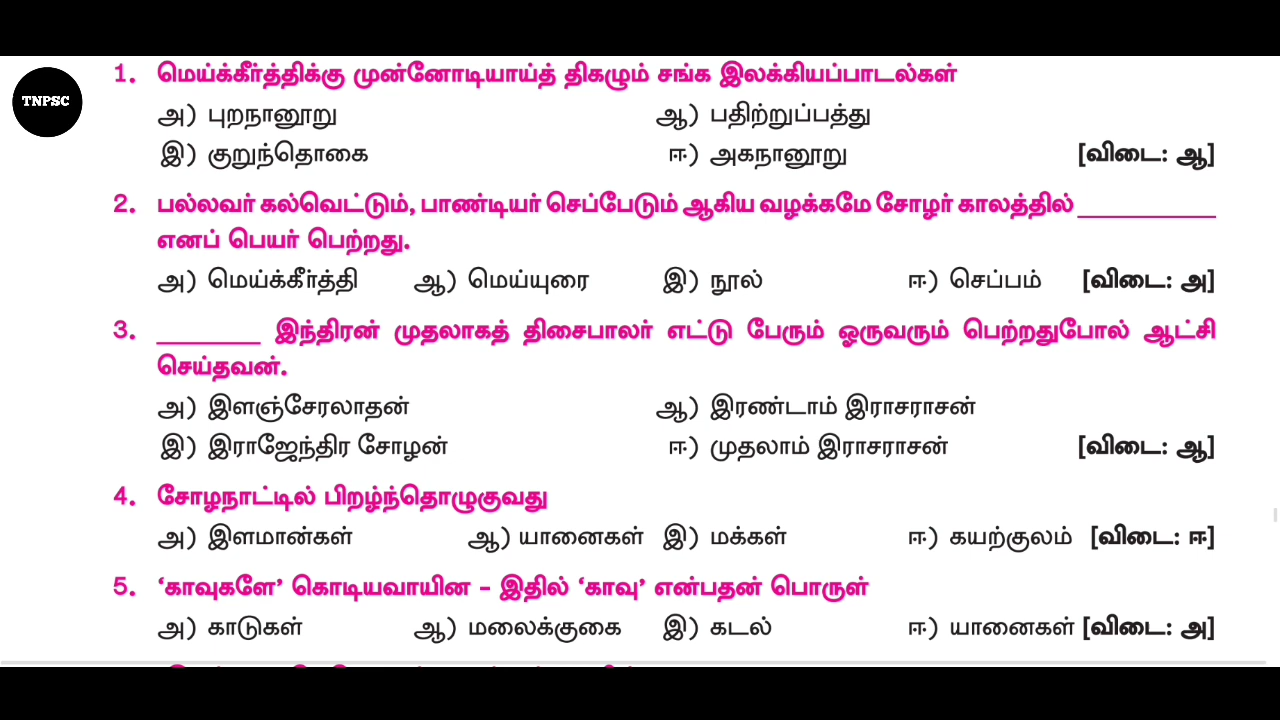 TNPSC
1. மெய்க்கீர்த்திக்கு முன்னோடியாய்த் திகழும் சங்க இலக்கியப்பாடல்கள்
அ) புறநானூறு ஆ) பதிற்றுப்பத்து
இ) குறுந்தொகை ஈ) அகநானூறு [விடை: ஆ]
2. பல்லவர் கல்வெட்டும், பாண்டியர் செப்பேடும் ஆகிய வழக்கமே சோழர் காலத்தில் __________
எனப் பெயர் பெற்றது.
அ) மெய்க்கீர்த்தி ஆ) மெய்யுரை இ) நூல் ஈ) செப்பம் [விடை: அ]
3. ________ இந்திரன் முதலாகத் திசைபாலர் எட்டு பேரும் ஒருவரும் பெற்றதுபோல் ஆட்சி
செய்தவன்.
அ) இளஞ்சேரலாதன் ஆ) இரண்டாம் இராசராசன்
இ) இராஜேந்திர சோழன் ஈ) முதலாம் இராசராசன் [விடை: ஆ]
4. சோழநாட்டில் பிறழ்ந்தொழுகுவது
அ) இளமான்கள் ஆ) யானைகள் இ) மக்கள் ஈ) கயற்குலம் [விடை: ஈ]
5. ‘காவுகளே’ கொடியவாயின – இதில் ‘காவு’ என்பதன் பொருள்
அ) காடுகள் ஆ) மலைக்குகை இ) கடல் ஈ) யானைகள் [விடை: அ]